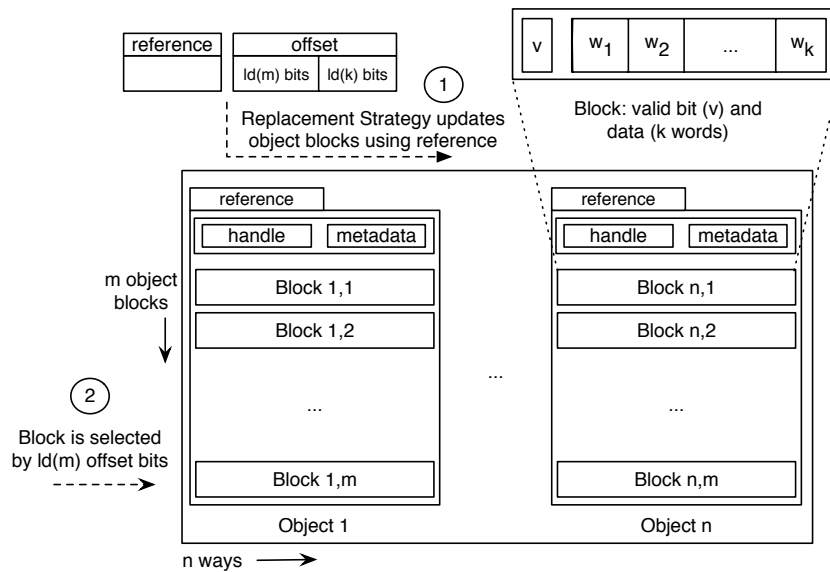 reference
offset
ld(m) bits
ld(k) bits
1
Replacement Strategy updates
object blocks using reference
v
w1
w2
...
wk
Block: valid bit (v) and
data (k words)
reference
handle
metadata
Block 1,1
Block 1,2
...
Block 1,m
Object 1
...
reference
handle
metadata
Block n,1
Block n,2
...
Block n,m
Object n
m object
blocks
2
Block is selected
by ld(m) offset bits
n ways